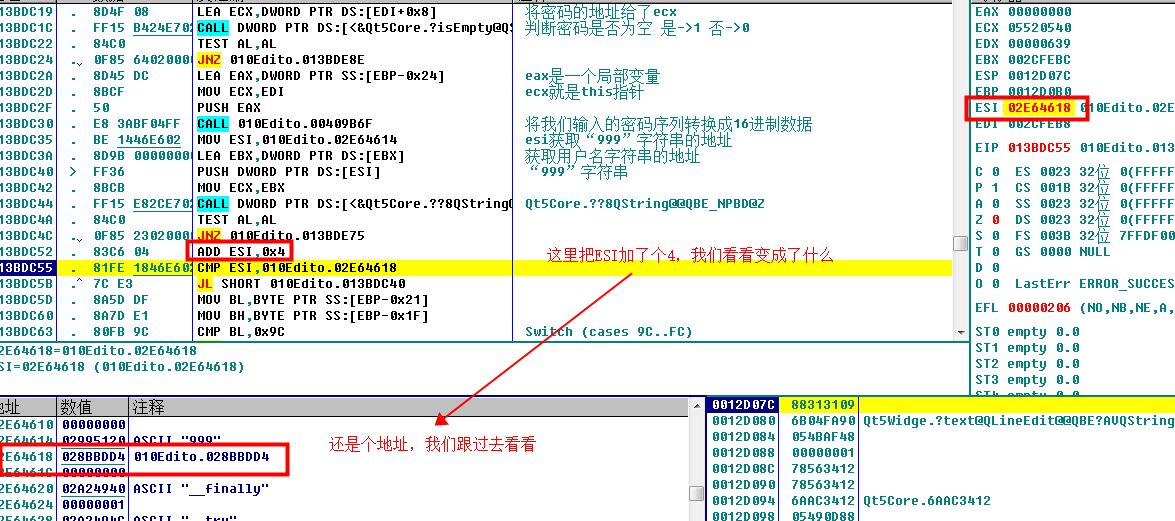 13BDC19 . 8D4F 08 LEA ECX,DWORD PTR DS:[EDI+0x8] 将密码的地址给了ecx
13BDC1C . FF15 B424E702 CALL DWORD PTR DS:[<&Qt5Core.?isEmpty@QS 判断密码是否为空 是->1 否->0
13BDC22 . 84C0 TEST AL,AL
13BDC24 . 0F85 64020000 JNZ 010Edito.013BDE8E
13BDC2A . 8D45 DC LEA EAX,DWORD PTR SS:[EBP-0x24] eax是一个局部变量
13BDC2D . 8BCF MOV ECX,EDI ecx就是this指针
13BDC2F . 50 PUSH EAX
13BDC30 . E8 3ABF04FF CALL 010Edito.00409B6F 将我们输入的密码序列转换成16进制数据
13BDC35 . BE 1446E602 MOV ESI,010Edito.02E64614 esi获取“999”字符串的地址
13BDC3A . 8D9B 00000000 LEA EBX,DWORD PTR DS:[EBX] 获取用户名字符串的地址
13BDC40 > FF36 PUSH DWORD PTR DS:[ESI] “999”字符串
13BDC42 . 8BCB MOV ECX,EBX
13BDC44 . FF15 E82CE702 CALL DWORD PTR DS:[<&Qt5Core.??8QString@ Qt5Core.??8QString@@QBE_NPBD@Z
13BDC4A . 84C0 TEST AL,AL
13BDC4C . 0F85 23020000 JNZ 010Edito.013BDE75
13BDC52 . 83C6 04 ADD ESI,0x4
13BDC55 . 81FE 1846E602 CMP ESI,010Edito.02E64618
13BDC5B .^ 7C E3 JL SHORT 010Edito.013BDC40
13BDC5D . 8A5D DF MOV BL,BYTE PTR SS:[EBP-0x21]
13BDC60 . 8A7D E1 MOV BH,BYTE PTR SS:[EBP-0x1F]
13BDC63 . 80FB 9C CMP BL,0x9C Switch (cases 9C..FC)
这里把ESI加了个4，我们看看变成了什么
2E64618=010Edito.02E64618
SI=02E64618 (010Edito.02E64618)
EAX 00000000
ECX 05520540
EDX 00000639
EBX 002CFEBC
ESP 0012D07C
EBP 0012D0B0
ESI 02E64618 010Edito.02E
EDI 002CFEB8
EIP 013BDC55 010Edito.013
C 0 ES 0023 32位 0(FFFFF
P 1 CS 001B 32位 0(FFFFF
A 0 SS 0023 32位 0(FFFFF
Z 0 DS 0023 32位 0(FFFFF
S 0 FS 003B 32位 7FFDF00
T 0 GS 0000 NULL
D 0
O 0 LastErr ERROR_SUCCES
EFL 00000206 (NO,NB,NE,A,
ST0 empty 0.0
ST1 empty 0.0
ST2 empty 0.0
ST3 empty 0.0
数值 注释
2E64610 00000000
2E64614 02995120 ASCII "999"
2E64618 028BBDD4 010Edito.028BBDD4
2E6461C 00000000
2E64620 02A24940 ASCII "__finally"
2E64624 00000001
还是个地址，我们跟过去看看
0012D07C 88313109
0012D080 6B04FA90 Qt5Widge.?text@QLineEdit@@QBE?AVQString
0012D084 054BAF48
0012D088 00000001
0012D08C 78563412
0012D090 78563412
0012D094 6AAC3412 Qt5Core.6AAC3412
0012D098 05490D88